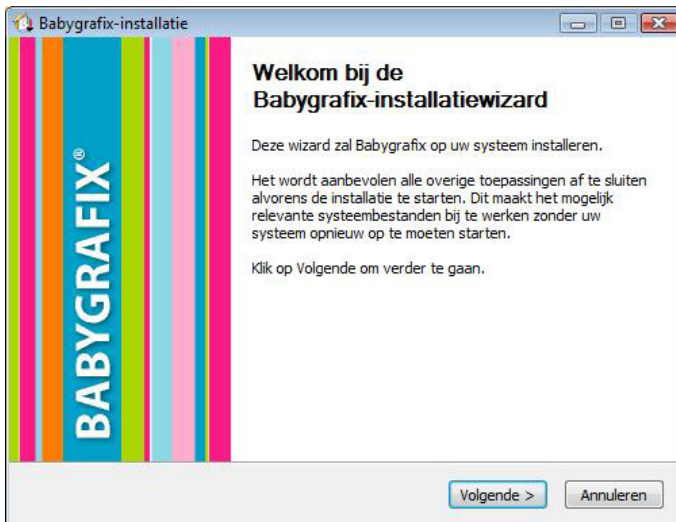 Babygrafix-installatie
BABYGRAFIX®
Welkom bij de
Babygrafix-installatiewizard
Deze wizard zal Babygrafix op uw systeem installeren.
Het wordt aanbevolen alle overige toepassingen af te sluiten
alvorens de installatie te starten. Dit maakt het mogelijk
relevante systeembestanden bij te werken zonder uw
systeem opnieuw op te moeten starten.
Klik op Volgende om verder te gaan.
Volgende >
Annuleren